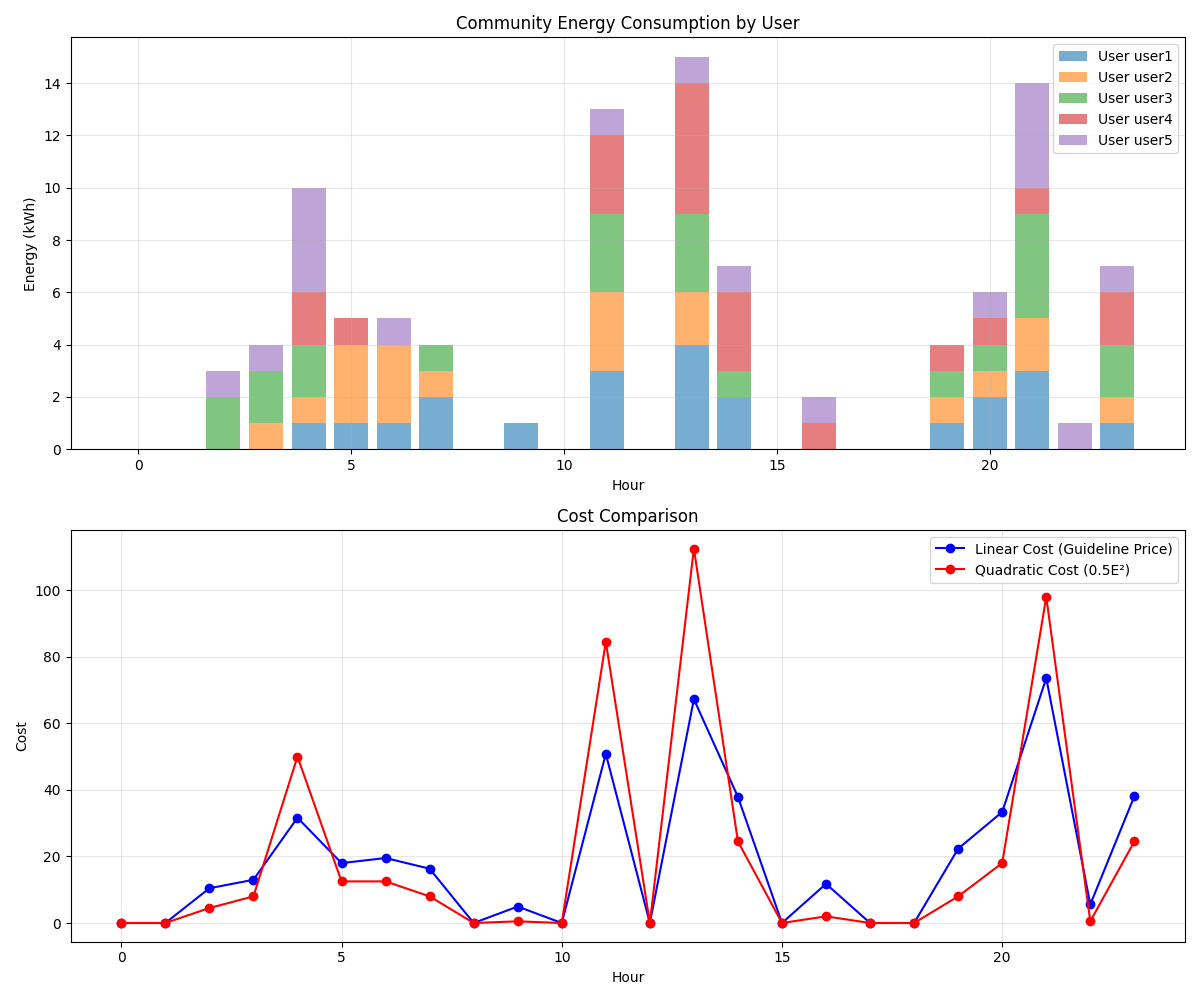 Community Energy Consumption by User
Energy (kWh)
14
12
10
8
6
4
2
0
User user1
User user2
User user3
User user4
User user5
0 5 10 15 20
Hour
Cost Comparison
Cost
100
80
60
40
20
0
Linear Cost (Guideline Price)
Quadratic Cost (0.5E²)
0 5 10 15 20
Hour